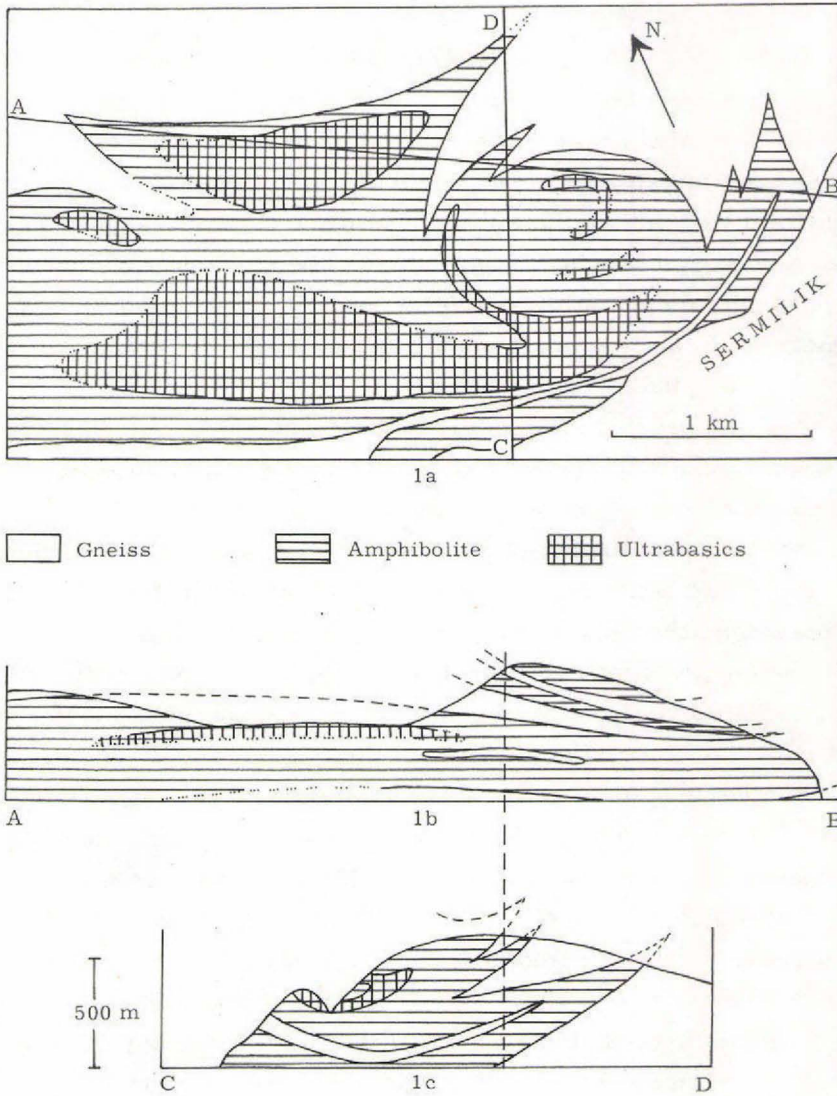 D
N
A
B
SERMILIK
1 km
C
1a
Gneiss Amphibolite Ultrabasics
A 1b B
500 m
C 1c D